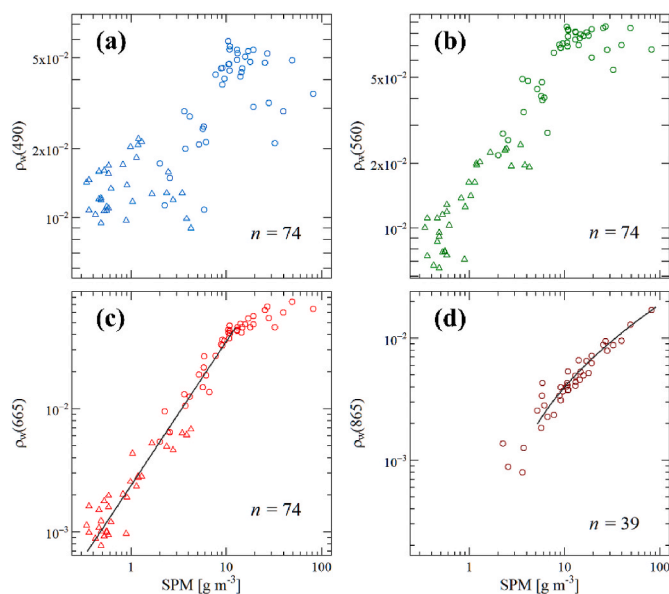 (a)
5x10⁻²
2x10⁻²
10⁻²
ρw(490)
n = 74
(b)
5x10⁻²
2x10⁻²
10⁻²
ρw(560)
n = 74
(c)
10⁻²
10⁻³
ρw(665)
n = 74
1 10 100
SPM [g m⁻³]
(d)
10⁻²
10⁻³
ρw(865)
n = 39
1 10 100
SPM [g m⁻³]